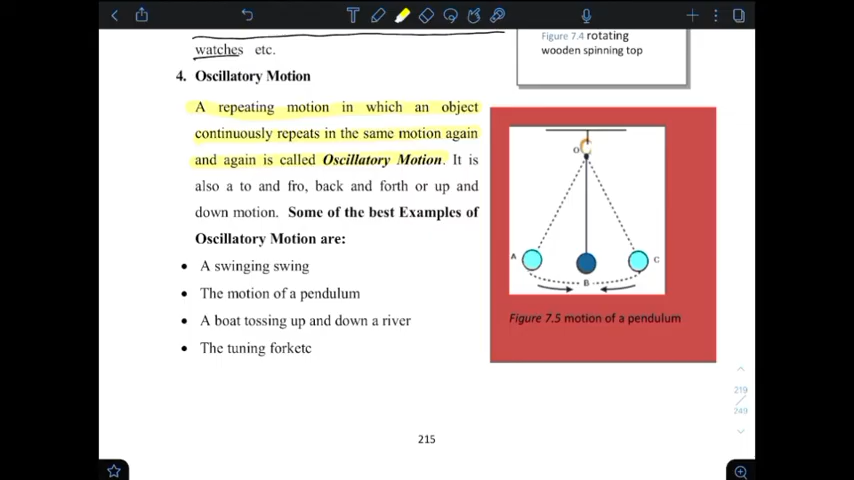 watches etc.
Figure 7.4 rotating
wooden spinning top
4. Oscillatory Motion
A repeating motion in which an object
continuously repeats in the same motion again
and again is called Oscillatory Motion. It is
also a to and fro, back and forth or up and
down motion. Some of the best Examples of
Oscillatory Motion are:
• A swinging swing
• The motion of a pendulum
• A boat tossing up and down a river
• The tuning forketc
O
A
C
B
Figure 7.5 motion of a pendulum
219
249
215